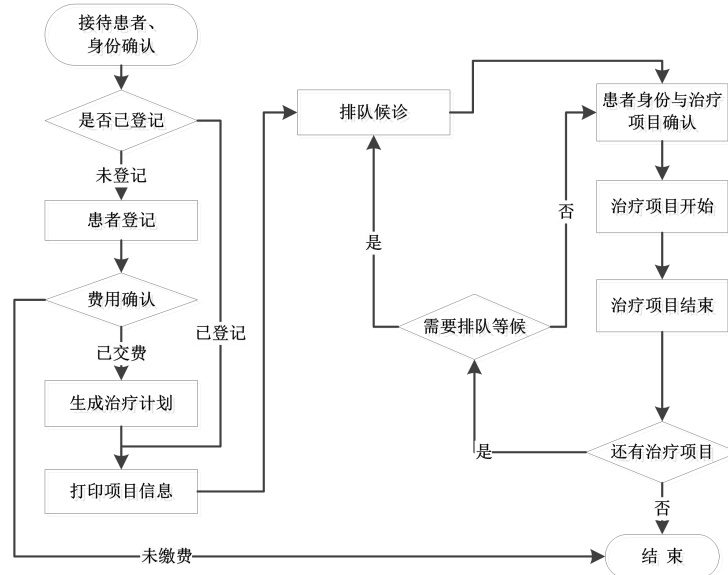 接待患者、
身份确认
是否已登记
未登记
患者登记
费用确认
已交费
已登记
生成治疗计划
打印项目信息
未缴费
排队候诊
是
否
需要排队等候
是
患者身份与治疗
项目确认
治疗项目开始
治疗项目结束
还有治疗项目
否
结 束